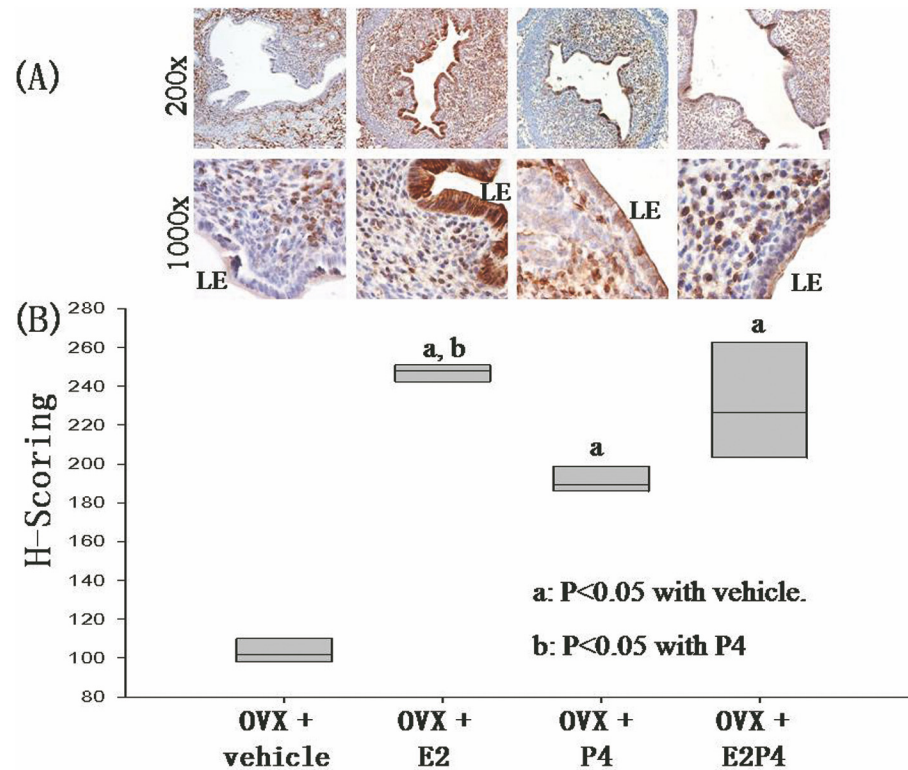 (A)
200x
1000x
LE
LE
LE
LE
(B)
H-Scoring
280
260
240
220
200
180
160
140
120
100
80
a, b
a
a
a: P<0.05 with vehicle.
b: P<0.05 with P4
OVX + vehicle
OVX + E2
OVX + P4
OVX + E2P4